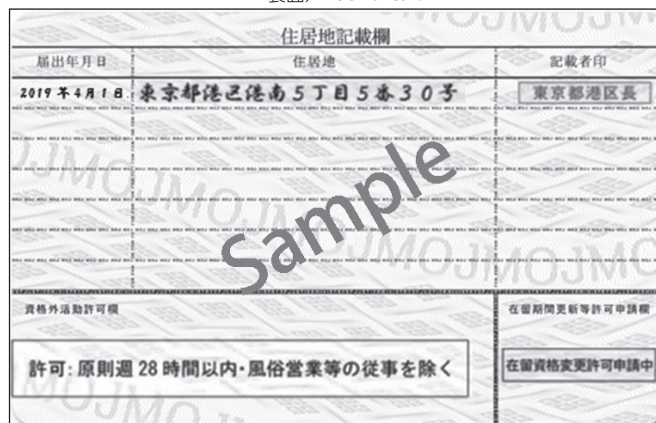 住居地記載欄
届出年月日 住居地 記載者印
2019年4月1日 東京都港区港南5丁目5番30号 東京都港区長
Sample
資格外活動許可欄 在留期間更新等許可申請欄
許可:原則週28時間以内・風俗営業等の従事を除く 在留資格変更許可申請中
MOJMOJMOJMOJMOJMO